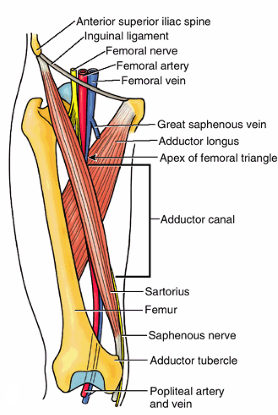 Anterior superior iliac spine
Inguinal ligament
Femoral nerve
Femoral artery
Femoral vein
Great saphenous vein
Adductor longus
Apex of femoral triangle
Adductor canal
Sartorius
Femur
Saphenous nerve
Adductor tubercle
Popliteal artery
and vein